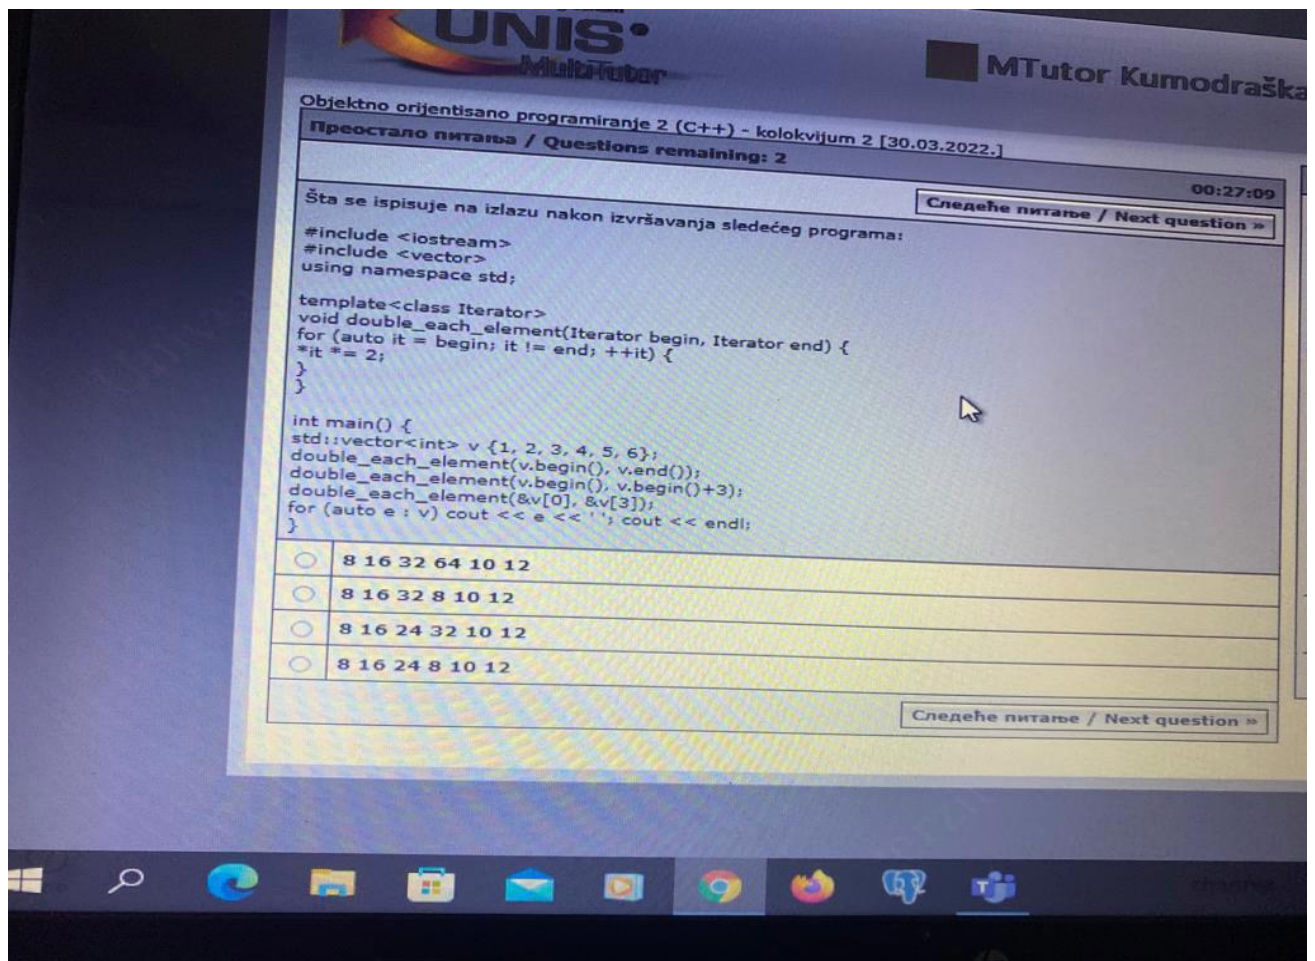 UNIS
MultiTutor
MTutor Kumodraška
Objektno orijentisano programiranje 2 (C++) - kolokvijum 2 [30.03.2022.]
Преостало питања / Questions remaining: 2
00:27:09
Следеће питање / Next question »
Šta se ispisuje na izlazu nakon izvršavanja sledećeg programa:
#include <iostream>
#include <vector>
using namespace std;
template<class Iterator>
void double_each_element(Iterator begin, Iterator end) {
for (auto it = begin; it != end; ++it) {
*it *= 2;
}
}
int main() {
std::vector<int> v {1, 2, 3, 4, 5, 6};
double_each_element(v.begin(), v.end());
double_each_element(v.begin(), v.begin()+3);
double_each_element(&v[0], &v[3]);
for (auto e : v) cout << e << ' '; cout << endl;
}
8 16 32 64 10 12
8 16 32 8 10 12
8 16 24 32 10 12
8 16 24 8 10 12
Следеће питање / Next question »